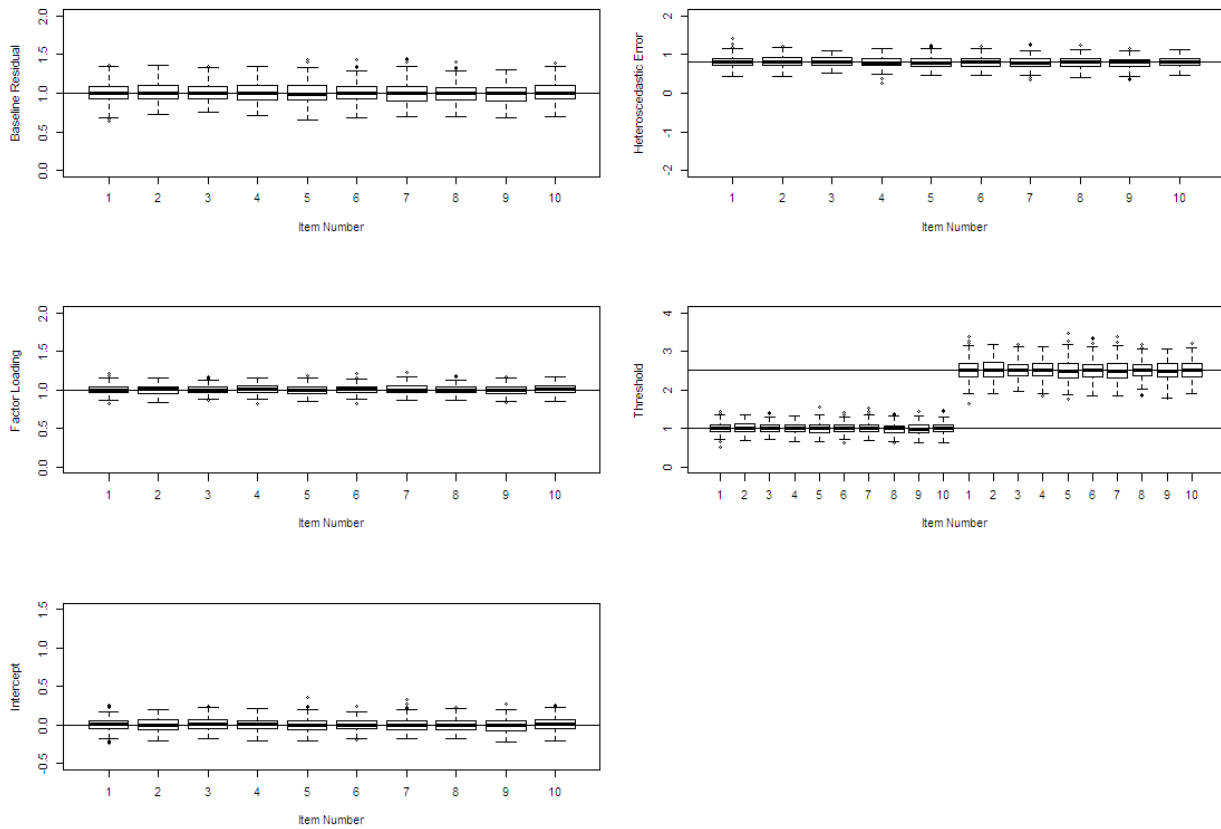 Baseline Residual
2.0
1.5
1.0
0.5
0.0
1 2 3 4 5 6 7 8 9 10
Item Number
Heteroscedastic Error
2
1
0
-1
-2
1 2 3 4 5 6 7 8 9 10
Item Number
Factor Loading
2.0
1.5
1.0
0.5
0.0
1 2 3 4 5 6 7 8 9 10
Item Number
Threshold
4
3
2
1
0
1 2 3 4 5 6 7 8 9 10 1 2 3 4 5 6 7 8 9 10
Item Number
Intercept
1.5
1.0
0.5
0.0
-0.5
1 2 3 4 5 6 7 8 9 10
Item Number